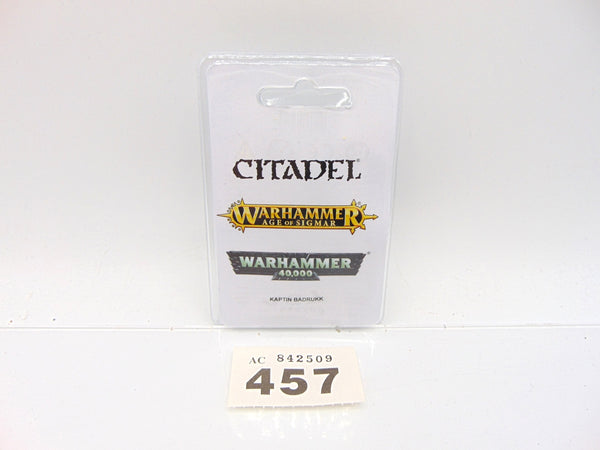 CITADEL®
WARHAMMER
AGE OF SIGMAR
WARHAMMER
40,000
KAPTIN BADRUKK
AC 842509
457